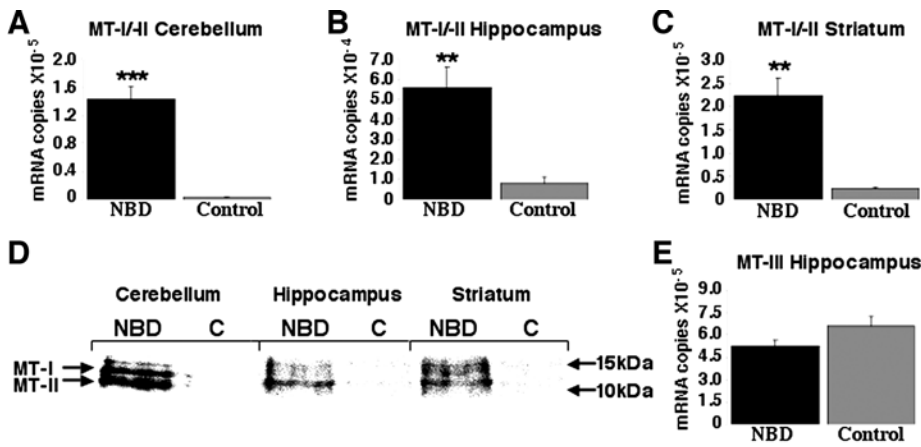 A
MT-I/-II Cerebellum
mRNA copies X10-5
2.0
1.6
1.2
0.8
0.4
0
***
NBD
Control
B
MT-I/-II Hippocampus
mRNA copies X10-4
7.0
6.0
5.0
4.0
3.0
2.0
1.0
0
**
NBD
Control
C
MT-I/-II Striatum
mRNA copies X10-5
3.0
2.5
2.0
1.5
1.0
0.5
0
**
NBD
Control
D
Cerebellum Hippocampus Striatum
NBD C NBD C NBD C
MT-I
MT-II
15kDa
10kDa
E
MT-III Hippocampus
mRNA copies X10-5
9.0
7.5
6.0
4.5
3.0
1.5
0
NBD
Control